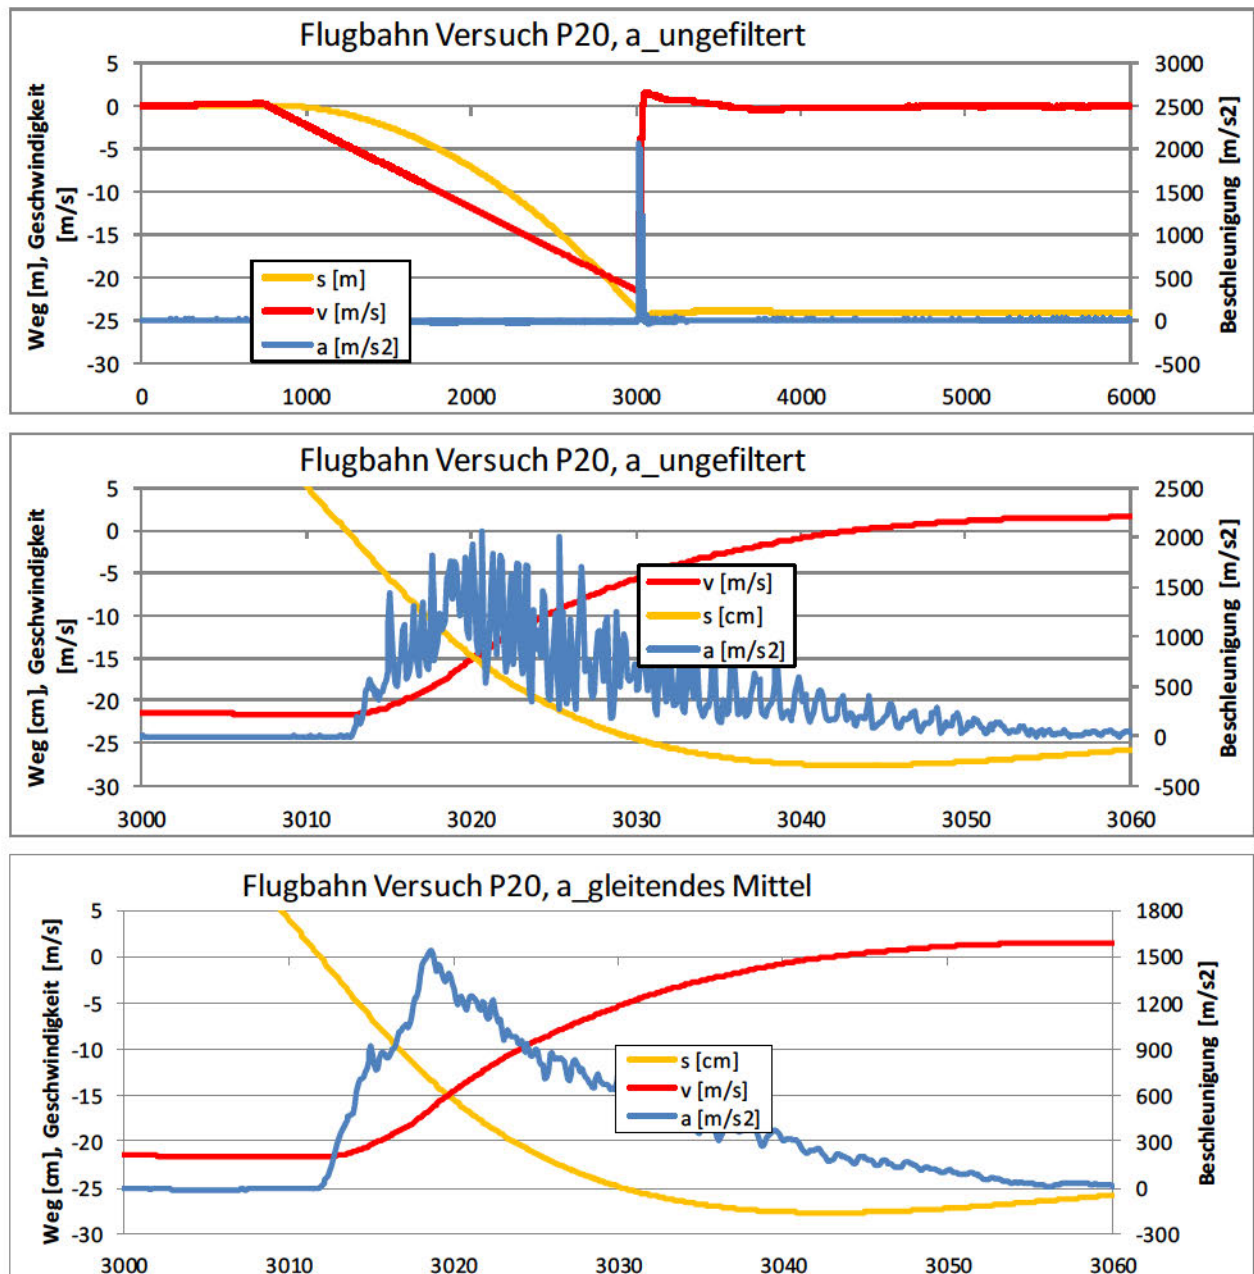 Flugbahn Versuch P20, a_ungefiltert
Weg [m], Geschwindigkeit
[m/s]
5
0
-5
-10
-15
-20
-25
-30
s [m]
v [m/s]
a [m/s2]
3000
2500
2000
1500
1000
500
0
-500
Beschleunigung [m/s2]
0 1000 2000 3000 4000 5000 6000
Flugbahn Versuch P20, a_ungefiltert
Weg [cm], Geschwindigkeit
[m/s]
5
0
-5
-10
-15
-20
-25
-30
v [m/s]
s [cm]
a [m/s2]
2500
2000
1500
1000
500
0
-500
Beschleunigung [m/s2]
3000 3010 3020 3030 3040 3050 3060
Flugbahn Versuch P20, a_gleitendes Mittel
Weg [cm], Geschwindigkeit [m/s]
5
0
-5
-10
-15
-20
-25
-30
s [cm]
v [m/s]
a [m/s2]
1800
1500
1200
900
600
300
0
-300
Beschleunigung [m/s2]
3000 3010 3020 3030 3040 3050 3060